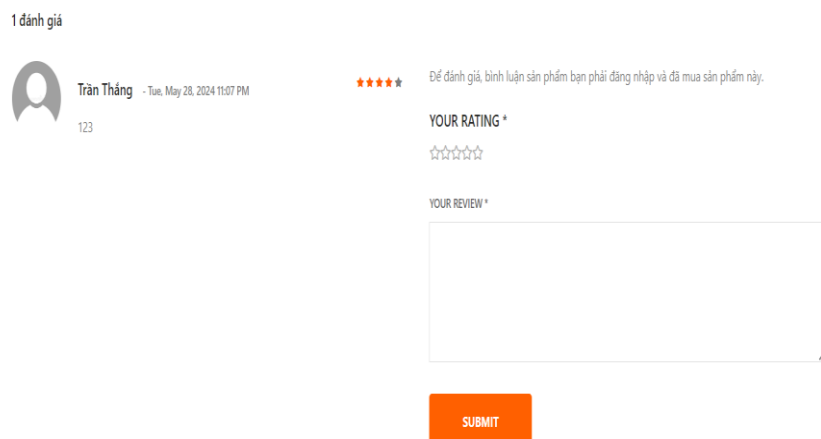 1 đánh giá
Trần Thắng - Tue, May 28, 2024 11:07 PM
123
Để đánh giá, bình luận sản phẩm bạn phải đăng nhập và đã mua sản phẩm này.
YOUR RATING *
YOUR REVIEW *
SUBMIT